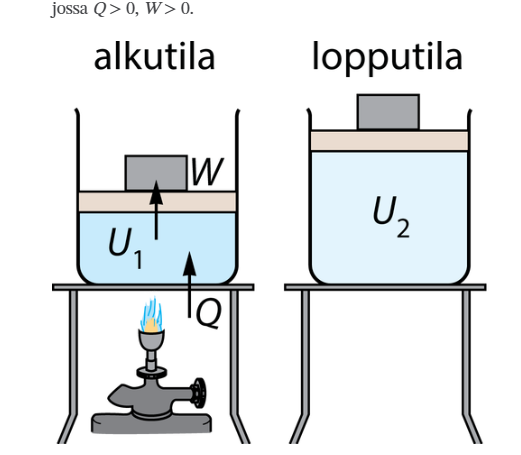 jossa Q > 0, W > 0.
alkutila
lopputila
W
U₁
U₂
Q